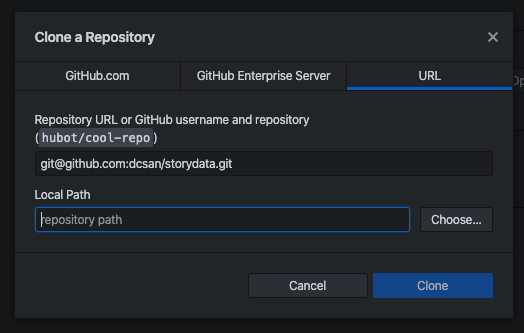 Clone a Repository
GitHub.com
GitHub Enterprise Server
URL
Repository URL or GitHub username and repository
(hubot/cool-repo)
git@github.com:dcsan/storydata.git
Local Path
repository path
Choose...
Cancel
Clone